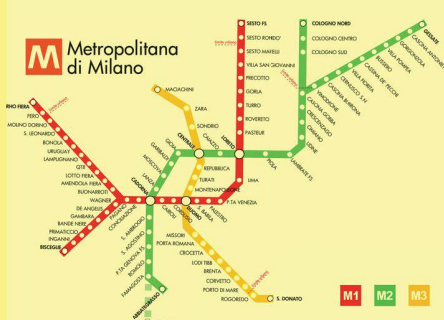 M Metropolitana
di Milano
SESTO FS
SESTO RONDO'
SESTO MARELLI
VILLA SAN GIOVANNI
PRECOTTO
GORLA
TURRO
ROVERETO
PASTEUR
LORETO
LIMA
P.TA VENEZIA
PALESTRO
S. BABILA
DUOMO
CORDUSIO
CAIROLI
CADORNA
CONCILIAZIONE
PAGANO
RHO FIERA
PERO
MOLINO DORINO
S. LEONARDO
BONOLA
URUGUAY
LAMPUGNANO
QT8
LOTTO FIERA
AMENDOLA FIERA
BUONARROTI
WAGNER
DE ANGELI
GAMBARA
BANDE NERE
PRIMATICCIO
INGANNI
BISCEGLIE
COLOGNO NORD
COLOGNO CENTRO
COLOGNO SUD
GESSATE
CASCINA ANTONIETTA
GORGONZOLA
VILLA POMPEA
BUSSERO
CASSINA DE' PECCHI
VILLA FIORITA
CERNUSCO S.N.
CASCINA BURRONA
VIMODRONE
CASCINA GOBBA
CRESCENZAGO
CIMIANO
UDINE
LAMBRATE FS
PIOLA
CAIAZZO
CENTRALE
GIOIA
GARIBALDI
MOSCOVA
LANZA
S. AMBROGIO
S. AGOSTINO
P.TA GENOVA FS
ROMOLO
FAMAGOSTA
ABBIATEGRASSO
MACIACHINI
ZARA
SONDRIO
REPUBBLICA
TURATI
MONTENAPOLEONE
MISSORI
PORTA ROMANA
CROCETTA
LODI TIBB
BRENTA
CORVETTO
PORTO DI MARE
ROGOREDO
S. DONATO
M1
M2
M3